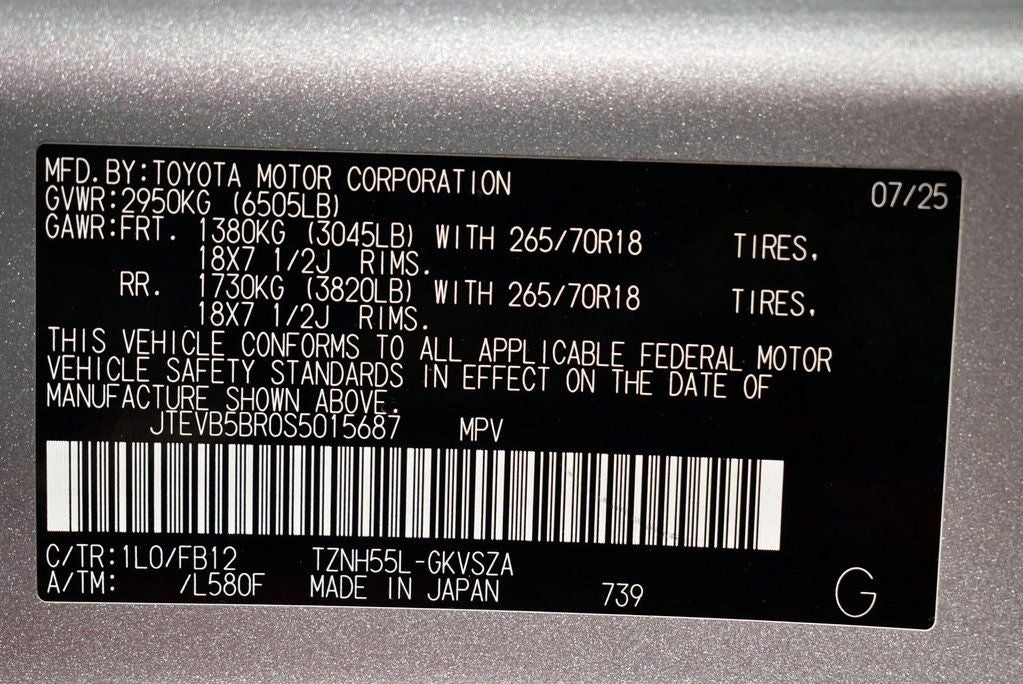 MFD.BY:TOYOTA MOTOR CORPORATION 07/25
GVWR:2950KG (6505LB)
GAWR:FRT. 1380KG (3045LB) WITH 265/70R18 TIRES.
18X7 1/2J RIMS.
RR. 1730KG (3820LB) WITH 265/70R18 TIRES.
18X7 1/2J RIMS.
THIS VEHICLE CONFORMS TO ALL APPLICABLE FEDERAL MOTOR
VEHICLE SAFETY STANDARDS IN EFFECT ON THE DATE OF
MANUFACTURE SHOWN ABOVE.
JTEVB5BR0S5015687 MPV
C/TR:1L0/FB12 TZNH55L-GKVSZA
A/TM: /L580F MADE IN JAPAN 739 G